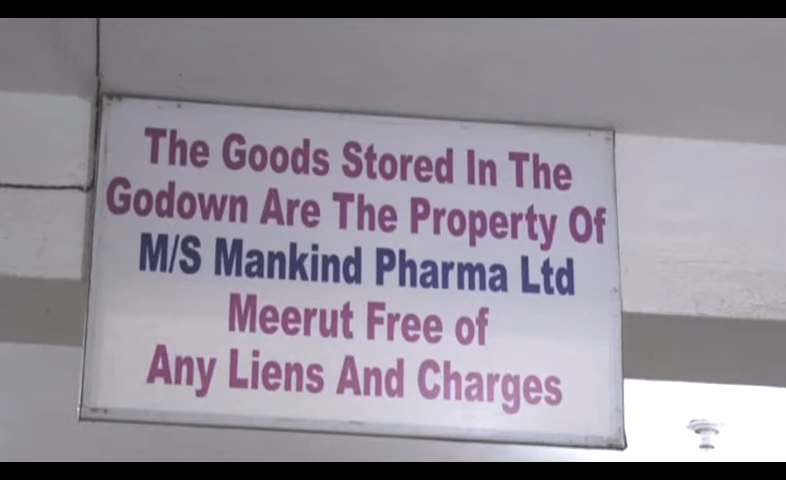 The Goods Stored In The
Godown Are The Property Of
M/S Mankind Pharma Ltd
Meerut Free of
Any Liens And Charges